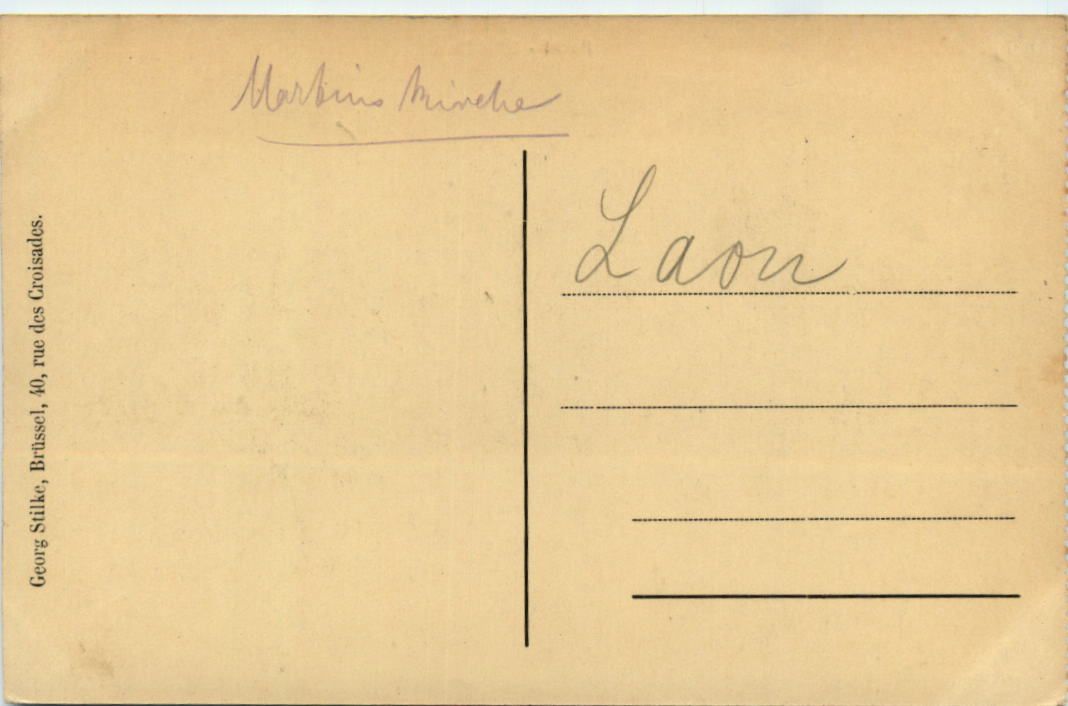 Martins Kirche
Laon
Georg Stilke, Brüssel, 40, rue des Croisades.